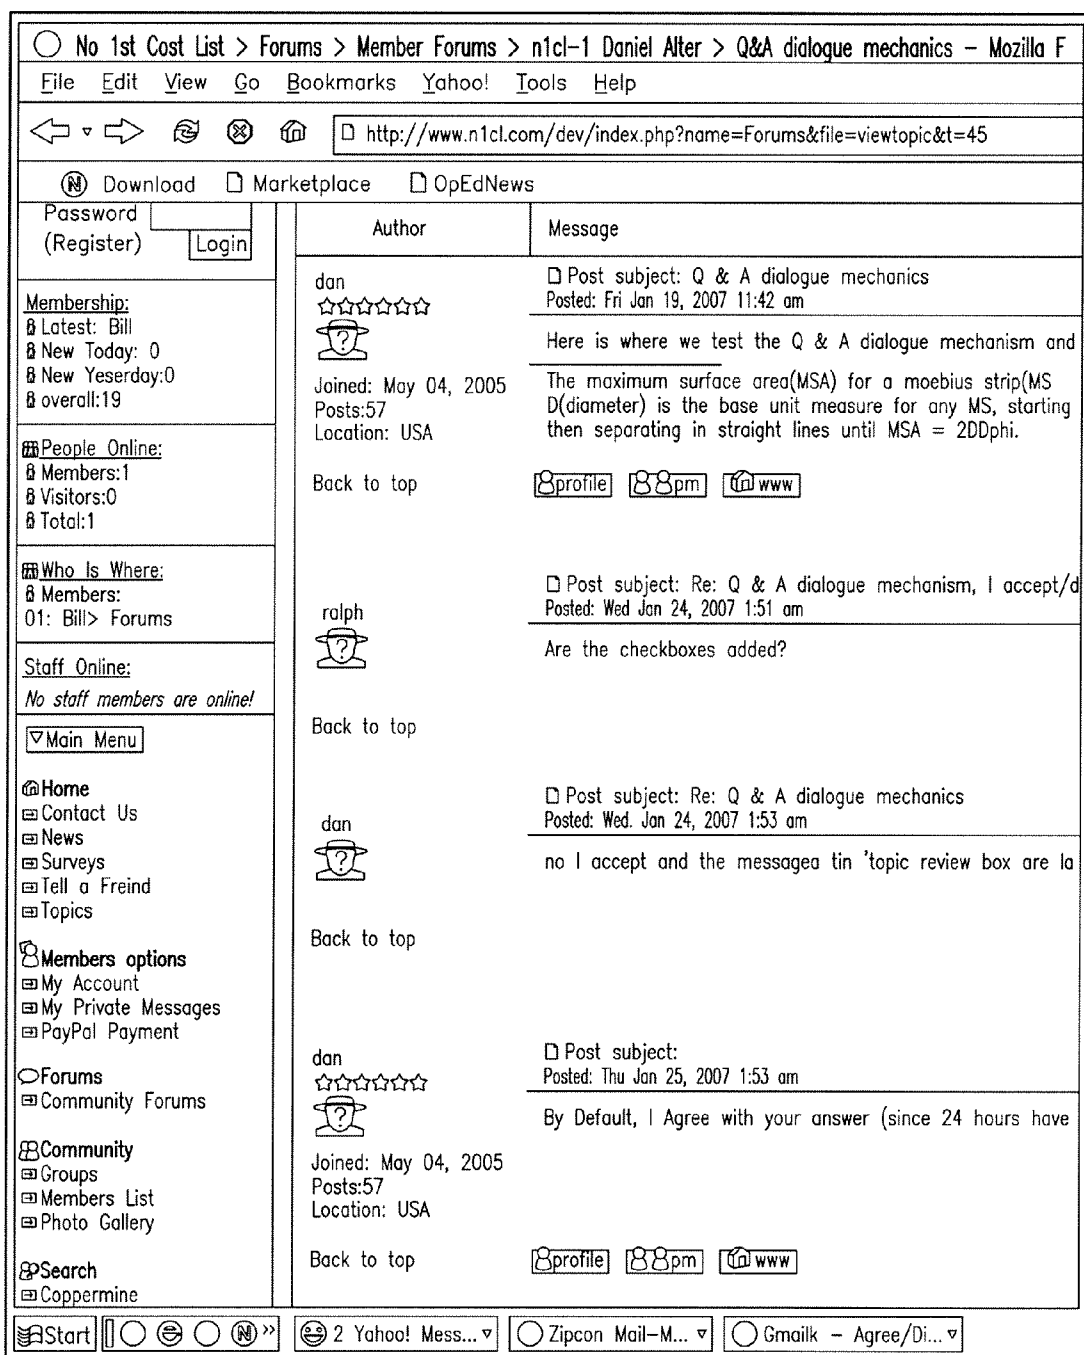 No 1st Cost List > Forums > Member Forums > n1cl-1 Daniel Alter > Q&A dialogue mechanics – Mozilla F
File Edit View Go Bookmarks Yahoo! Tools Help
http://www.n1cl.com/dev/index.php?name=Forums&file=viewtopic&t=45
N Download Marketplace OpEdNews
Password
(Register) Login
Membership:
Latest: Bill
New Today: 0
New Yeserday:0
overall:19
People Online:
Members:1
Visitors:0
Total:1
Who Is Where:
Members:
01: Bill> Forums
Staff Online:
No staff members are online!
Main Menu
Home
Contact Us
News
Surveys
Tell a Freind
Topics
Members options
My Account
My Private Messages
PayPal Payment
Forums
Community Forums
Community
Groups
Members List
Photo Gallery
Search
Coppermine
Author Message
dan
Post subject: Q & A dialogue mechanics
Posted: Fri Jan 19, 2007 11:42 am
Here is where we test the Q & A dialogue mechanism and
The maximum surface area(MSA) for a moebius strip(MS
D(diameter) is the base unit measure for any MS, starting
then separating in straight lines until MSA = 2DDphi.
Joined: May 04, 2005
Posts:57
Location: USA
Back to top profile pm www
ralph
Post subject: Re: Q & A dialogue mechanism, I accept/d
Posted: Wed Jan 24, 2007 1:51 am
Are the checkboxes added?
Back to top
dan
Post subject: Re: Q & A dialogue mechanics
Posted: Wed. Jan 24, 2007 1:53 am
no I accept and the messagea tin 'topic review box are la
Back to top
dan
Post subject:
Posted: Thu Jan 25, 2007 1:53 am
By Default, I Agree with your answer (since 24 hours have
Joined: May 04, 2005
Posts:57
Location: USA
Back to top profile pm www
Start N » 2 Yahoo! Mess... Zipcon Mail–M... Gmailk – Agree/Di...